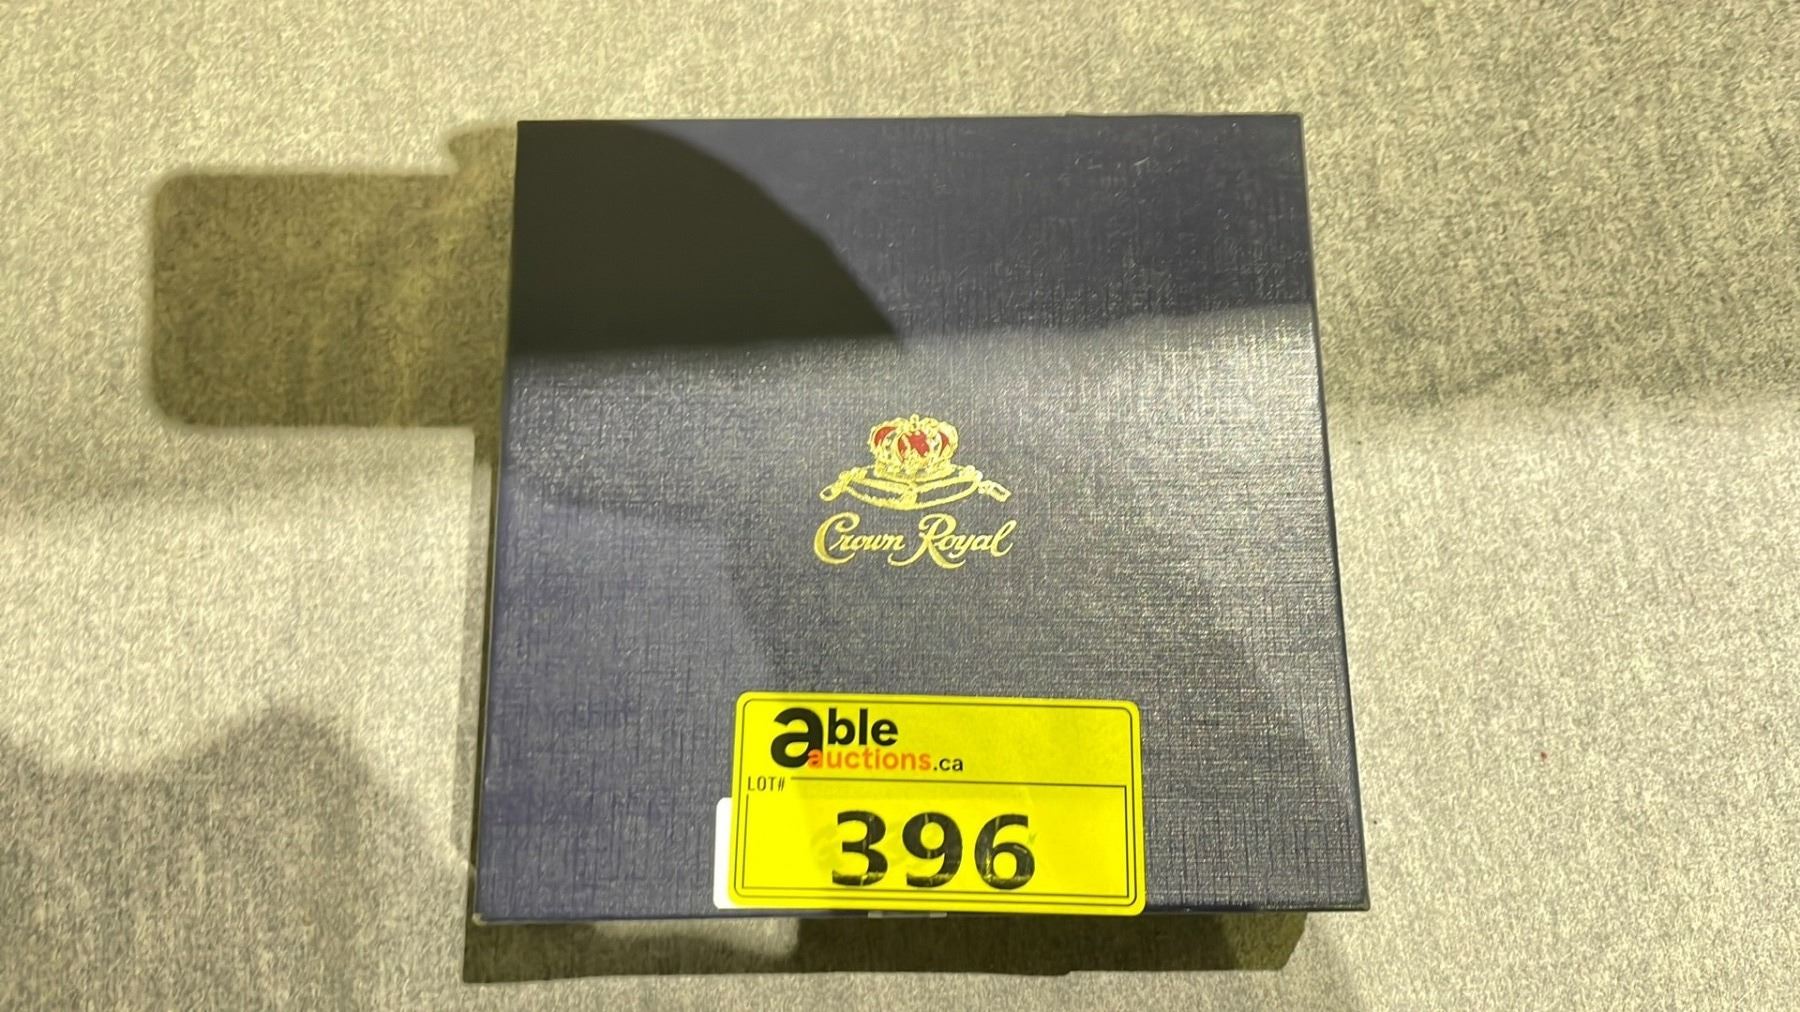 Crown Royal
able
auctions.ca
LOT#
396